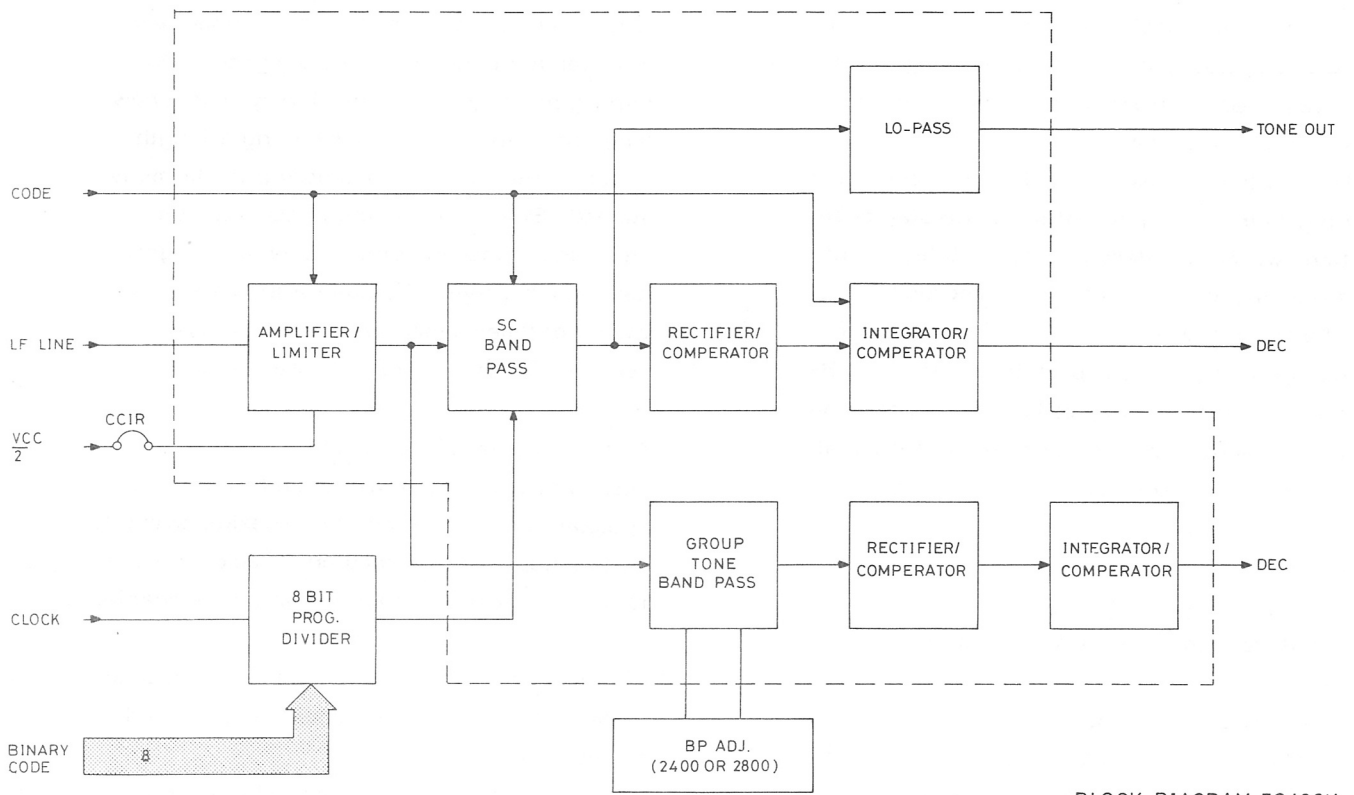 LO-PASS
TONE OUT
CODE
LF LINE
AMPLIFIER/
LIMITER
SC
BAND
PASS
RECTIFIER/
COMPERATOR
INTEGRATOR/
COMPERATOR
DEC
VCC
2
CCIR
CLOCK
8 BIT
PROG.
DIVIDER
GROUP
TONE
BAND PASS
RECTIFIER/
COMPERATOR
INTEGRATOR/
COMPERATOR
DEC
BINARY
CODE
8
BP ADJ.
(2400 OR 2800)